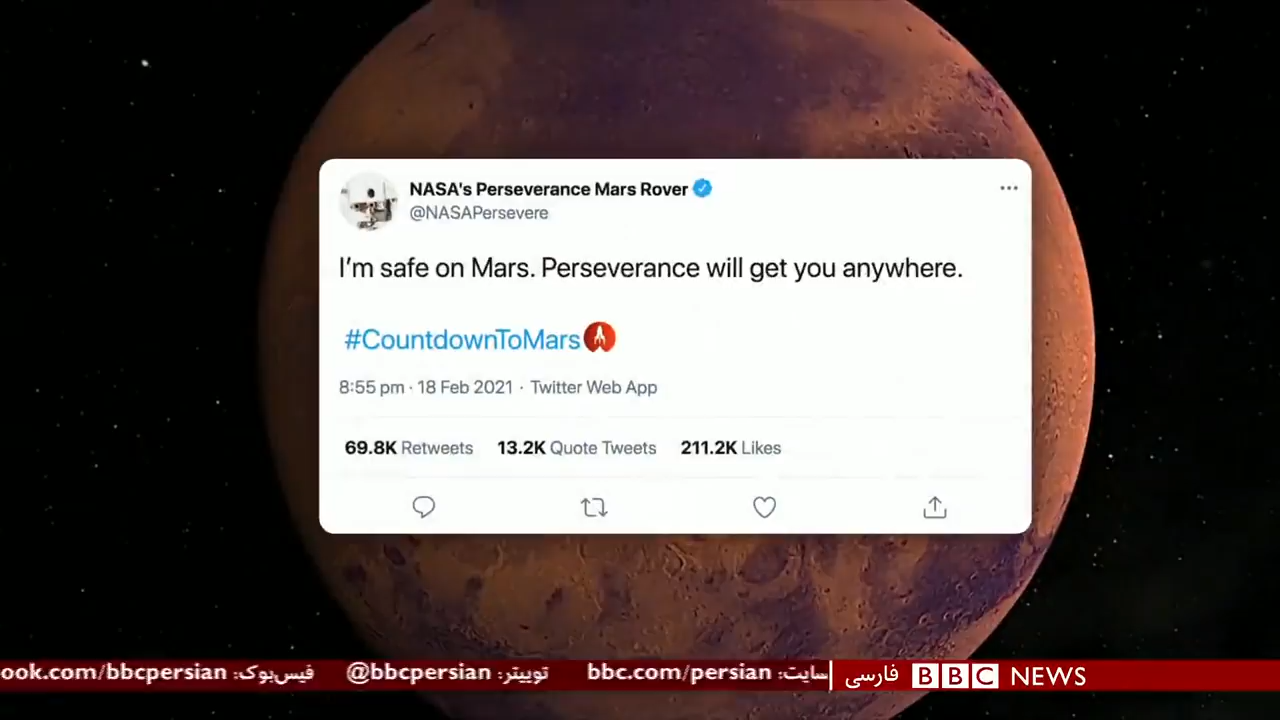 NASA's Perseverance Mars Rover
@NASAPersevere
I'm safe on Mars. Perseverance will get you anywhere.
#CountdownToMars
8:55 pm · 18 Feb 2021 · Twitter Web App
69.8K Retweets 13.2K Quote Tweets 211.2K Likes
ook.com/bbcpersian :فیس‌بوک @bbcpersian :توییتر bbc.com/persian :سایت فارسی BBC NEWS